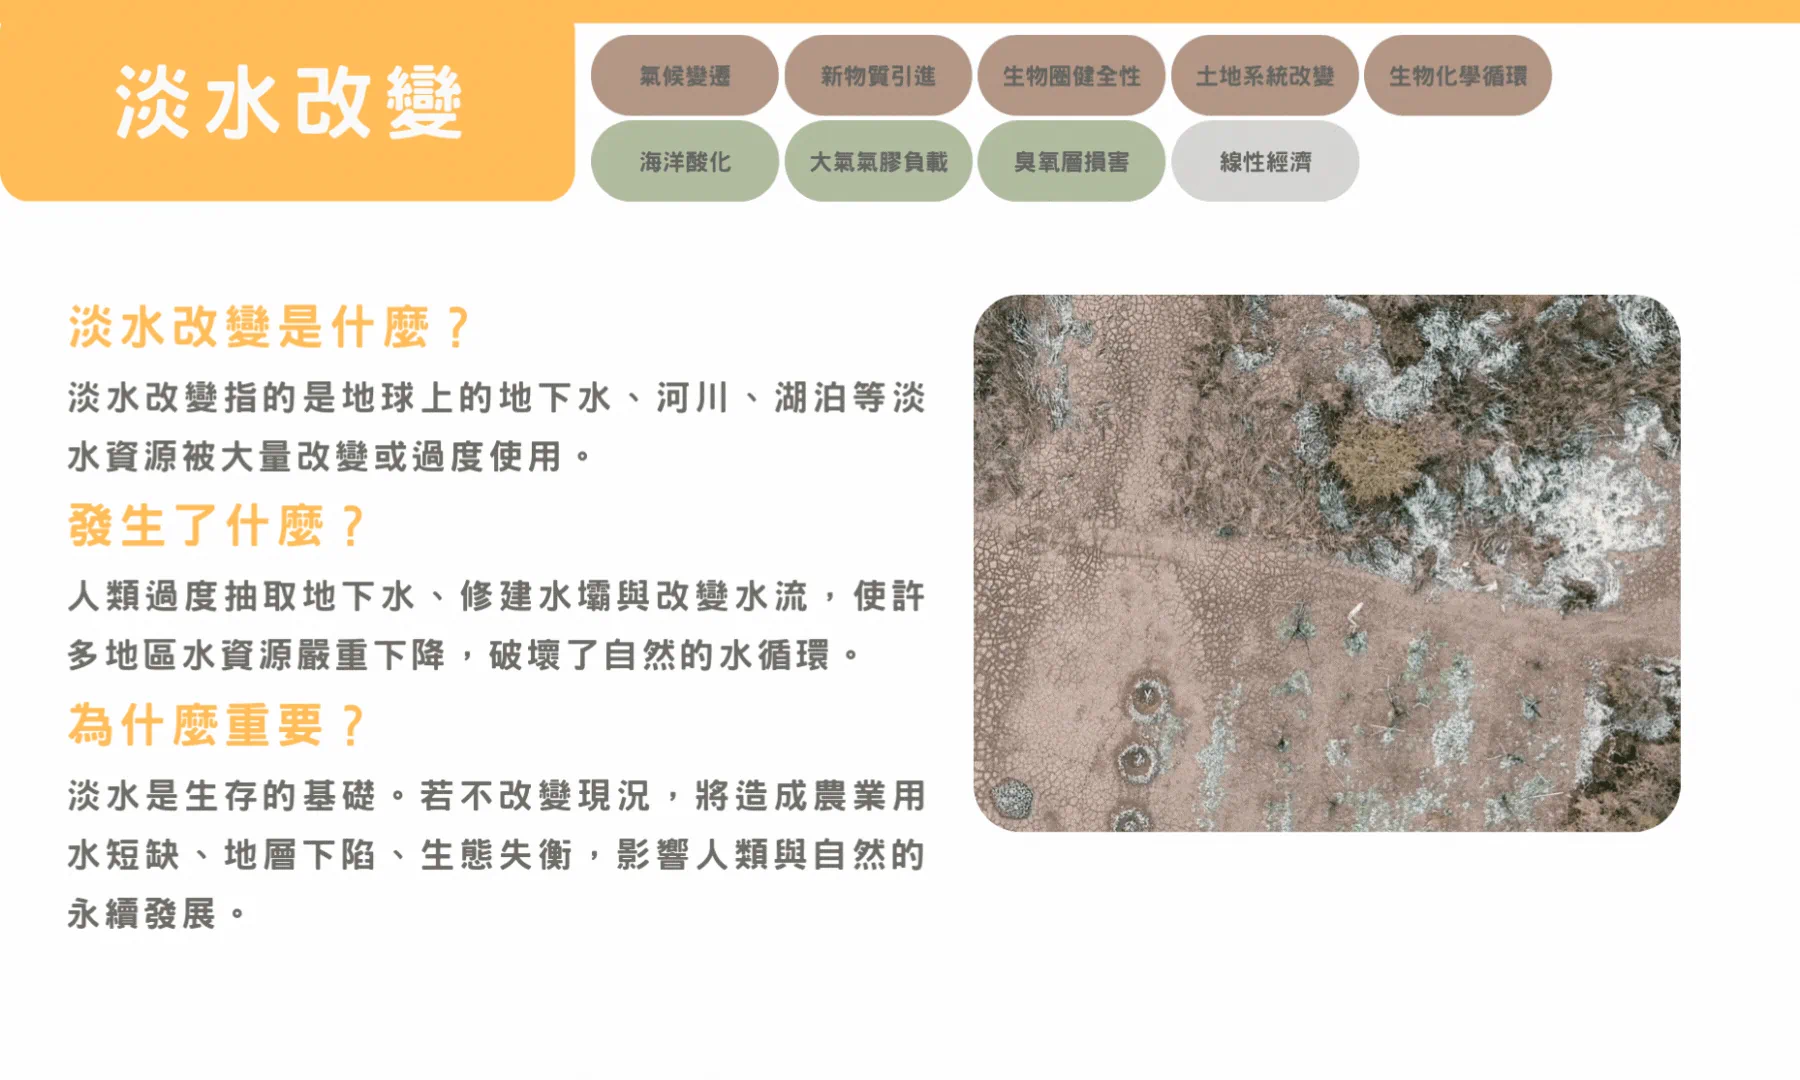 淡水改變
氣候變遷
新物質引進
生物圈健全性
土地系統改變
生物化學循環
海洋酸化
大氣氣膠負載
臭氧層損害
線性經濟
淡水改變是什麼？
淡水改變指的是地球上的地下水、河川、湖泊等淡
水資源被大量改變或過度使用。
發生了什麼？
人類過度抽取地下水、修建水壩與改變水流，使許
多地區水資源嚴重下降，破壞了自然的水循環。
為什麼重要？
淡水是生存的基礎。若不改變現況，將造成農業用
水短缺、地層下陷、生態失衡，影響人類與自然的
永續發展。